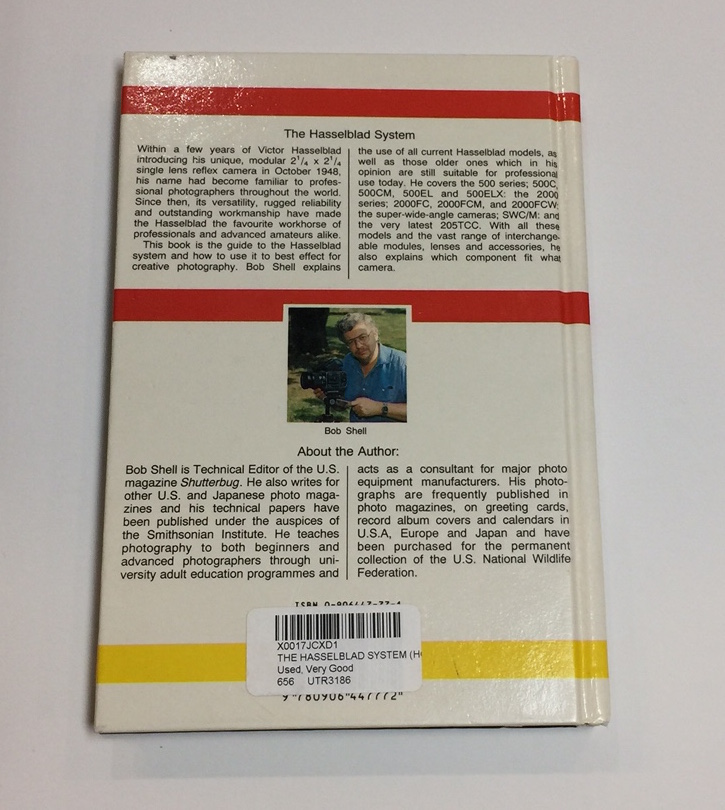 The Hasselblad System
Within a few years of Victor Hasselblad
introducing his unique, modular 2¹/₄ x 2¹/₄
single lens reflex camera in October 1948,
his name had become familiar to profes-
sional photographers throughout the world.
Since then, its versatility, rugged reliability
and outstanding workmanship have made
the Hasselblad the favourite workhorse of
professionals and advanced amateurs alike.
This book is the guide to the Hasselblad
system and how to use it to best effect for
creative photography. Bob Shell explains
the use of all current Hasselblad models, as
well as those older ones which in his
opinion are still suitable for professional
use today. He covers the 500 series; 500C,
500CM, 500EL and 500ELX: the 2000
series; 2000FC, 2000FCM, and 2000FCW:
the super-wide-angle cameras; SWC/M: and
the very latest 205TCC. With all these
models and the vast range of interchange-
able modules, lenses and accessories, he
also explains which component fit what
camera.
Bob Shell
About the Author:
Bob Shell is Technical Editor of the U.S.
magazine Shutterbug. He also writes for
other U.S. and Japanese photo maga-
zines and his technical papers have
been published under the auspices of
the Smithsonian Institute. He teaches
photography to both beginners and
advanced photographers through uni-
versity adult education programmes and
acts as a consultant for major photo
equipment manufacturers. His photo-
graphs are frequently published in
photo magazines, on greeting cards,
record album covers and calendars in
U.S.A, Europe and Japan and have
been purchased for the permanent
collection of the U.S. National Wildlife
Federation.
ISBN
X0017JCXD1
THE HASSELBLAD SYSTEM (H
Used, Very Good
656 UTR3186
9 780906 447772